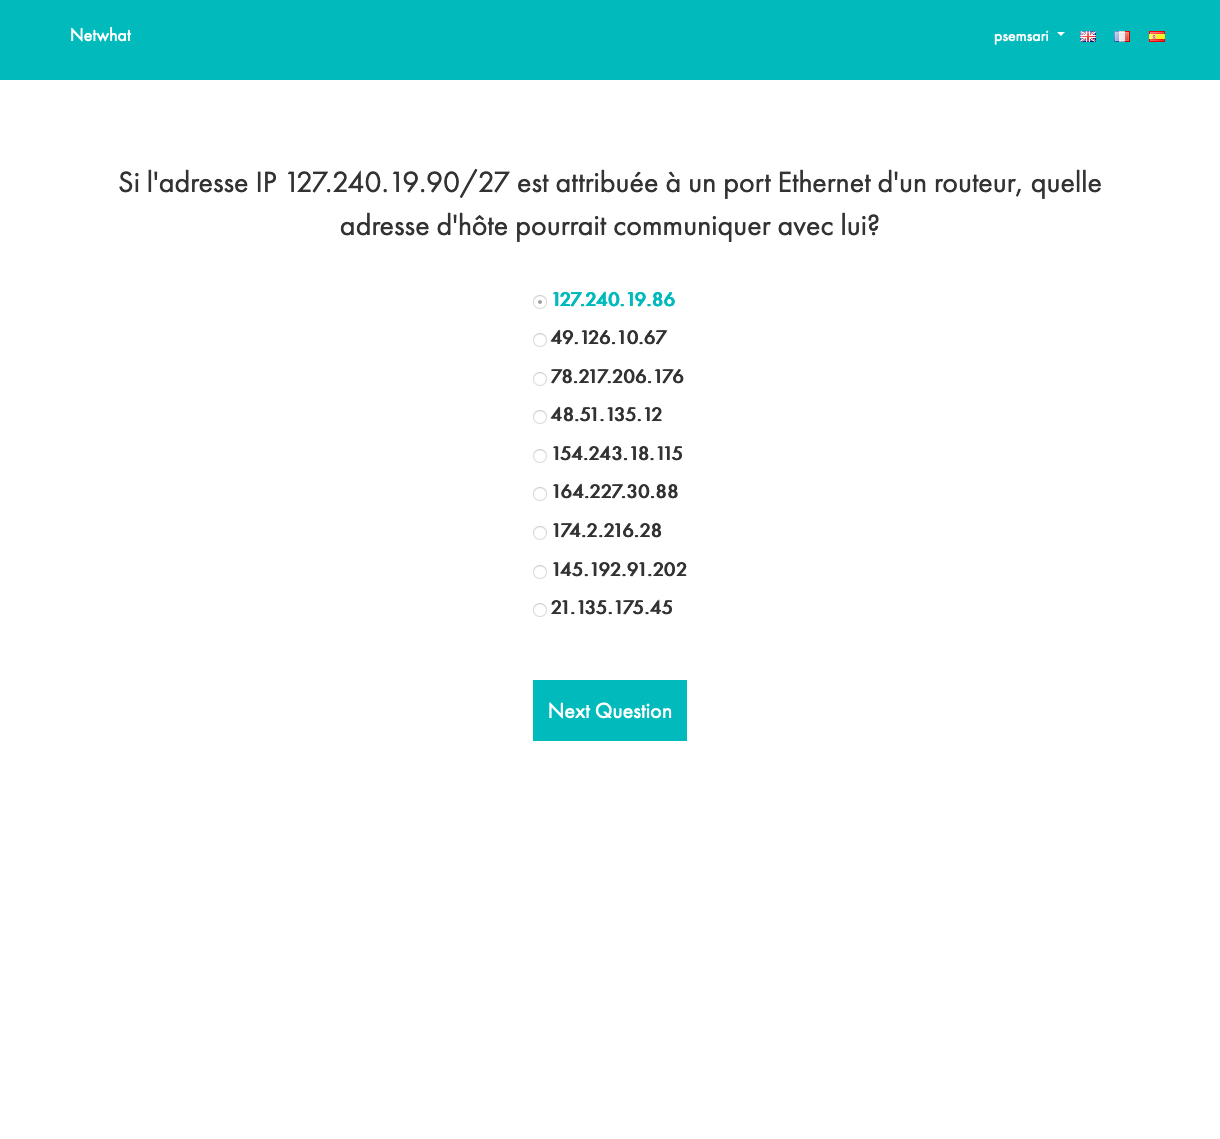 Netwhat
psemsari
Si l'adresse IP 127.240.19.90/27 est attribuée à un port Ethernet d'un routeur, quelle
adresse d'hôte pourrait communiquer avec lui?
127.240.19.86
49.126.10.67
78.217.206.176
48.51.135.12
154.243.18.115
164.227.30.88
174.2.216.28
145.192.91.202
21.135.175.45
Next Question